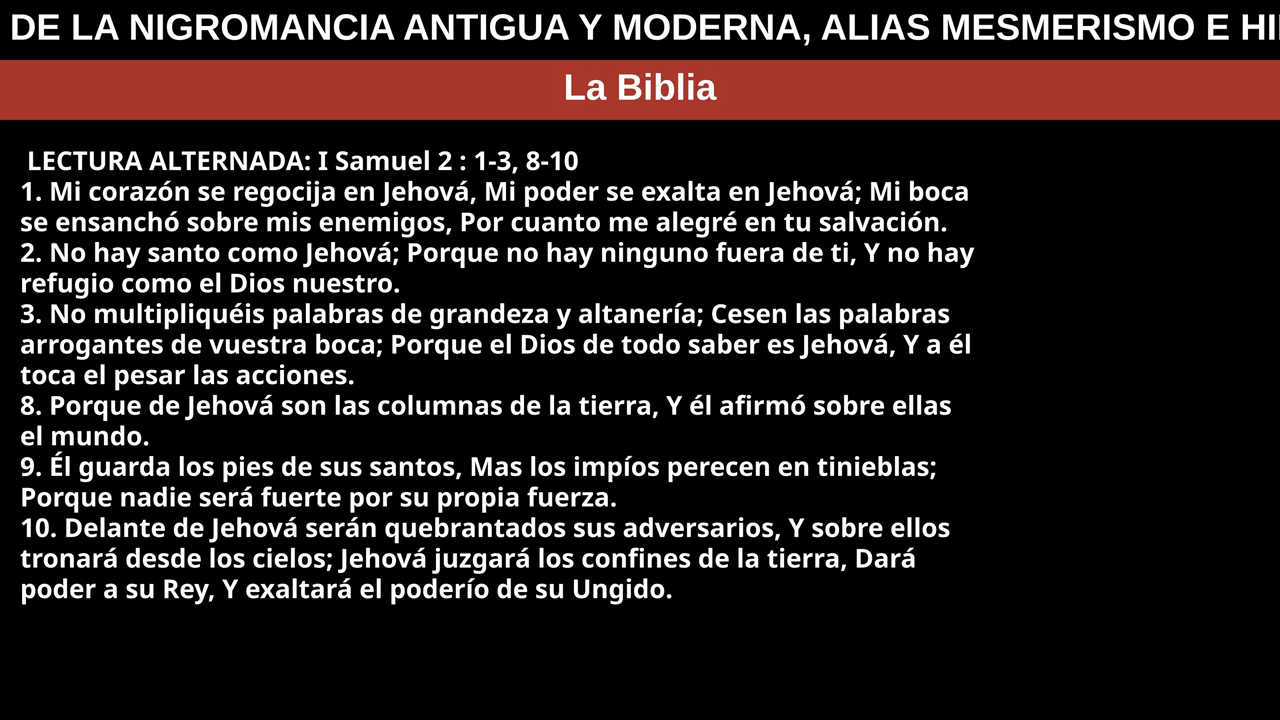 DE LA NIGROMANCIA ANTIGUA Y MODERNA, ALIAS MESMERISMO E
La Biblia
LECTURA ALTERNADA: I Samuel 2 : 1-3, 8-10
1. Mi corazón se regocija en Jehová, Mi poder se exalta en Jehová; Mi boca
se ensanchó sobre mis enemigos, Por cuanto me alegré en tu salvación.
2. No hay santo como Jehová; Porque no hay ninguno fuera de ti, Y no hay
refugio como el Dios nuestro.
3. No multipliquéis palabras de grandeza y altanería; Cesen las palabras
arrogantes de vuestra boca; Porque el Dios de todo saber es Jehová, Y a él
toca el pesar las acciones.
8. Porque de Jehová son las columnas de la tierra, Y él afirmó sobre ellas
el mundo.
9. Él guarda los pies de sus santos, Mas los impíos perecen en tinieblas;
Porque nadie será fuerte por su propia fuerza.
10. Delante de Jehová serán quebrantados sus adversarios, Y sobre ellos
tronará desde los cielos; Jehová juzgará los confines de la tierra, Dará
poder a su Rey, Y exaltará el poderío de su Ungido.